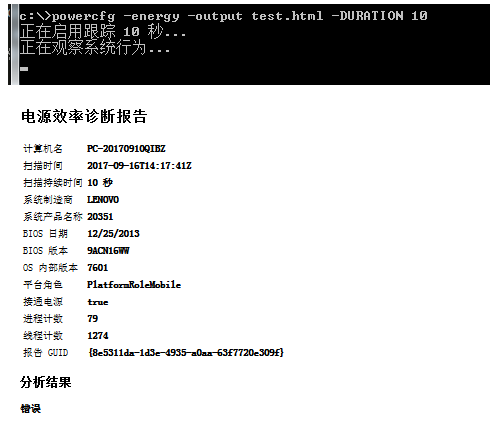 c:\>powercfg -energy -output test.html -DURATION 10
正在启用跟踪 10 秒...
正在观察系统行为...
电源效率诊断报告
计算机名 PC-20170910QIBZ
扫描时间 2017-09-16T14:17:41Z
扫描持续时间 10 秒
系统制造商 LENOVO
系统产品名称 20351
BIOS 日期 12/25/2013
BIOS 版本 9ACN16WW
OS 内部版本 7601
平台角色 PlatformRoleMobile
接通电源 true
进程计数 79
线程计数 1274
报告 GUID {8e5311da-1d3e-4935-a0aa-63f7720e309f}
分析结果
错误